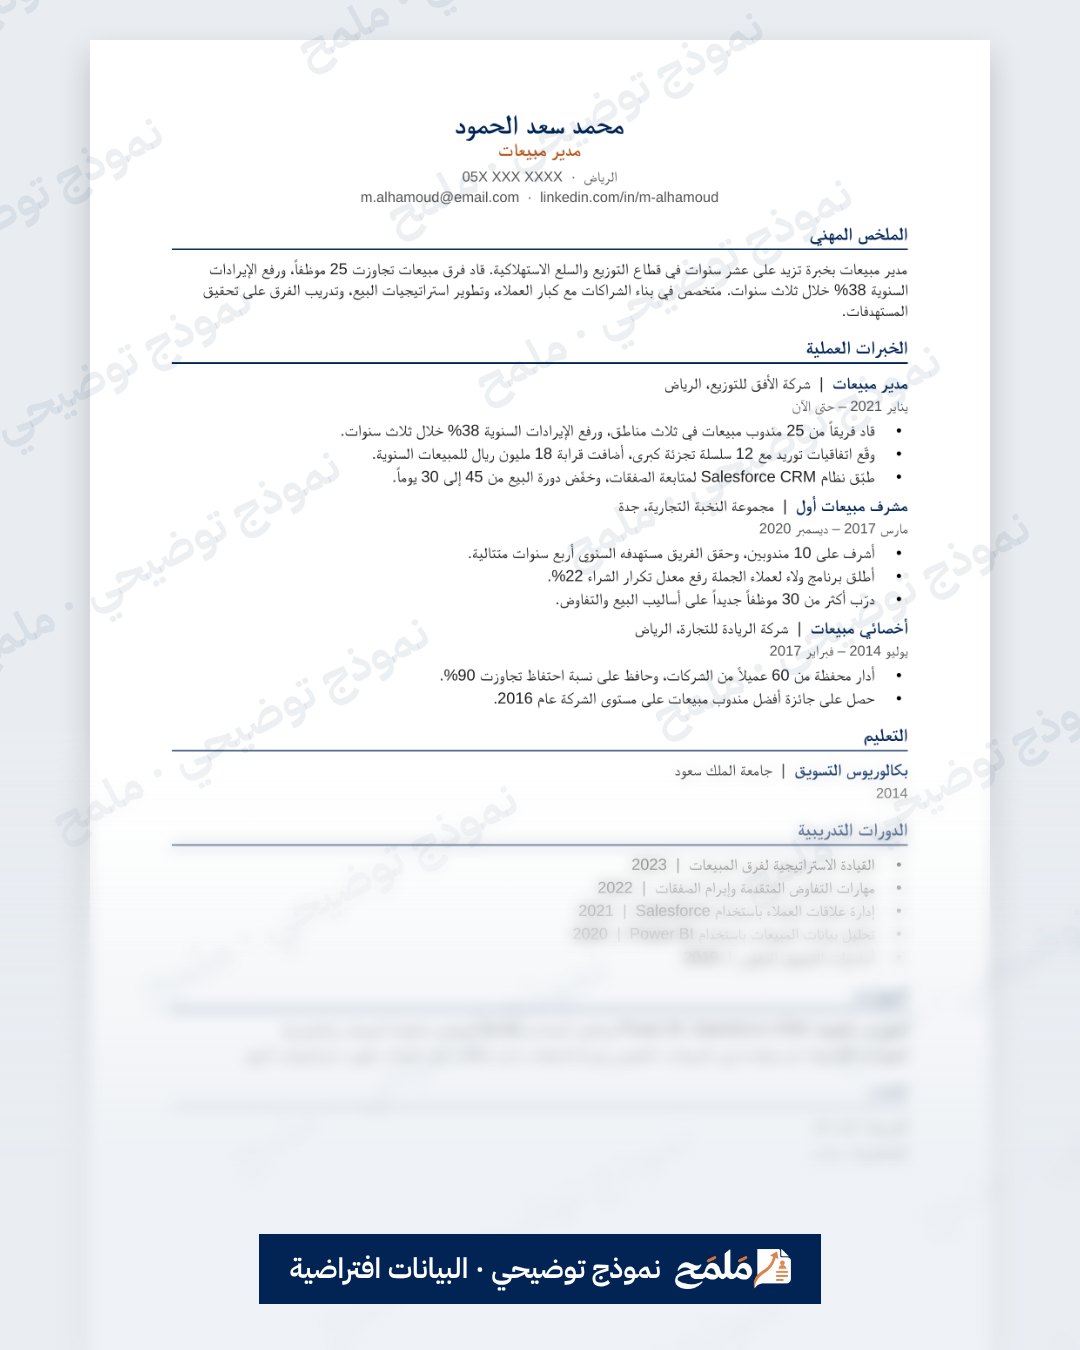 محمد سعد الحمود
مدير مبيعات
الرياض · 05X XXX XXXX
m.alhamoud@email.com · linkedin.com/in/m-alhamoud
الملخص المهني
مدير مبيعات بخبرة تزيد على عشر سنوات في قطاع التوزيع والسلع الاستهلاكية. قاد فرق مبيعات تجاوزت 25 موظفاً، ورفع الإيرادات
السنوية 38% خلال ثلاث سنوات. متخصص في بناء الشراكات مع كبار العملاء، وتطوير استراتيجيات البيع، وتدريب الفرق على تحقيق
المستهدفات.
الخبرات العملية
مدير مبيعات | شركة الأفق للتوزيع، الرياض
يناير 2021 – حتى الآن
• قاد فريقاً من 25 مندوب مبيعات في ثلاث مناطق، ورفع الإيرادات السنوية 38% خلال ثلاث سنوات.
• وقّع اتفاقيات توريد مع 12 سلسلة تجزئة كبرى، أضافت قرابة 18 مليون ريال للمبيعات السنوية.
• طبّق نظام Salesforce CRM لمتابعة الصفقات، وخفّض دورة البيع من 45 إلى 30 يوماً.
مشرف مبيعات أول | مجموعة النخبة التجارية، جدة
مارس 2017 – ديسمبر 2020
• أشرف على 10 مندوبين، وحقق الفريق مستهدفه السنوي أربع سنوات متتالية.
• أطلق برنامج ولاء لعملاء الجملة رفع معدل تكرار الشراء 22%.
• درّب أكثر من 30 موظفاً جديداً على أساليب البيع والتفاوض.
أخصائي مبيعات | شركة الريادة للتجارة، الرياض
يوليو 2014 – فبراير 2017
• أدار محفظة من 60 عميلاً من الشركات، وحافظ على نسبة احتفاظ تجاوزت 90%.
• حصل على جائزة أفضل مندوب مبيعات على مستوى الشركة عام 2016.
التعليم
بكالوريوس التسويق | جامعة الملك سعود
2014
الدورات التدريبية
• القيادة الاستراتيجية لفرق المبيعات | 2023
• مهارات التفاوض المتقدمة وإبرام الصفقات | 2022
• إدارة علاقات العملاء باستخدام Salesforce | 2021
• تحليل بيانات المبيعات باستخدام Power BI | 2020
مَلمَح نموذج توضيحي · البيانات افتراضية
نموذج توضيحي · ملمح